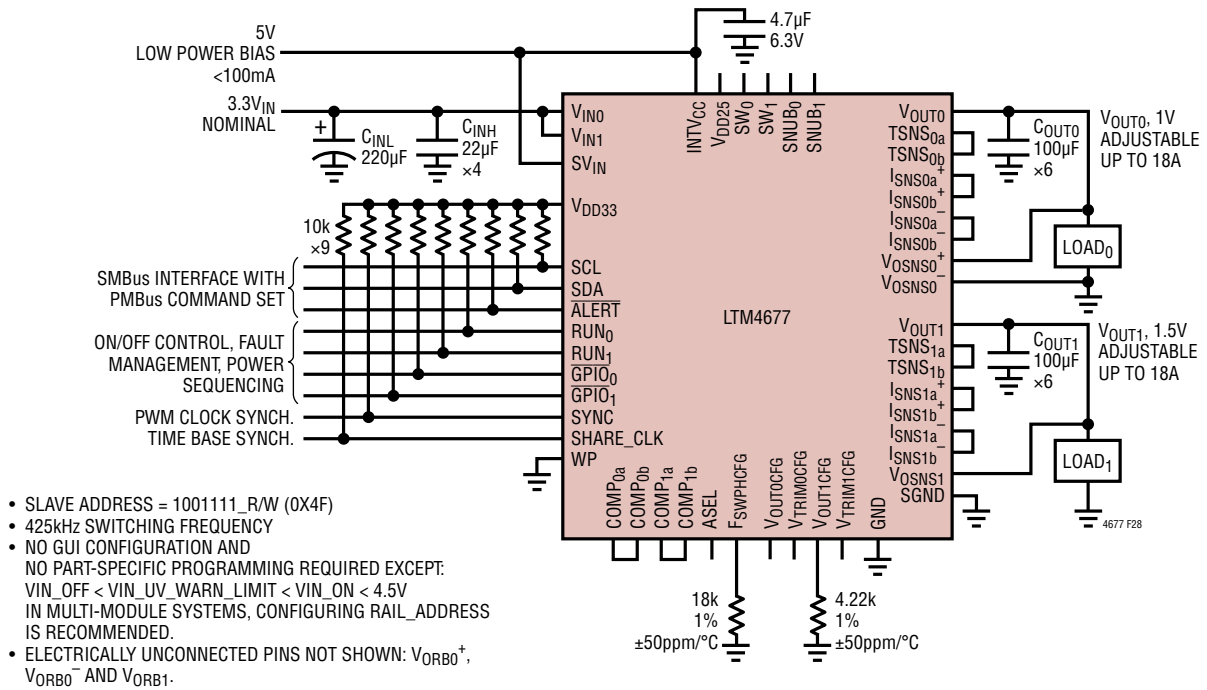 5V
LOW POWER BIAS
<100mA
4.7µF
6.3V
3.3VIN
NOMINAL
+
CINL
220µF
CINH
22µF
×4
VIN0
VIN1
SVIN
INTVCC
VDD25
SW0
SW1
SNUB0
SNUB1
VOUT0
TSNS0a
TSNS0b
ISNS0a+
ISNS0b+
ISNS0a–
ISNS0b–
VOSNS0+
VOSNS0–
COUT0
100µF
×6
VOUT0, 1V
ADJUSTABLE
UP TO 18A
LOAD0
10k
×9
VDD33
SMBus INTERFACE WITH
PMBus COMMAND SET
SCL
SDA
ALERT
ON/OFF CONTROL, FAULT
MANAGEMENT, POWER
SEQUENCING
RUN0
RUN1
GPIO0
GPIO1
PWM CLOCK SYNCH.
SYNC
TIME BASE SYNCH.
SHARE_CLK
WP
LTM4677
VOUT1
TSNS1a
TSNS1b
ISNS1a+
ISNS1b+
ISNS1a–
ISNS1b–
VOSNS1
SGND
COUT1
100µF
×6
VOUT1, 1.5V
ADJUSTABLE
UP TO 18A
LOAD1
4677 F28
COMP0a
COMP0b
COMP1a
COMP1b
ASEL
FSWPHCFG
VOUT0CFG
VTRIM0CFG
VOUT1CFG
VTRIM1CFG
GND
18k
1%
±50ppm/°C
4.22k
1%
±50ppm/°C
• SLAVE ADDRESS = 1001111_R/W (0X4F)
• 425kHz SWITCHING FREQUENCY
• NO GUI CONFIGURATION AND
NO PART-SPECIFIC PROGRAMMING REQUIRED EXCEPT:
VIN_OFF < VIN_UV_WARN_LIMIT < VIN_ON < 4.5V
IN MULTI-MODULE SYSTEMS, CONFIGURING RAIL_ADDRESS
IS RECOMMENDED.
• ELECTRICALLY UNCONNECTED PINS NOT SHOWN: VORB0+,
VORB0– AND VORB1.